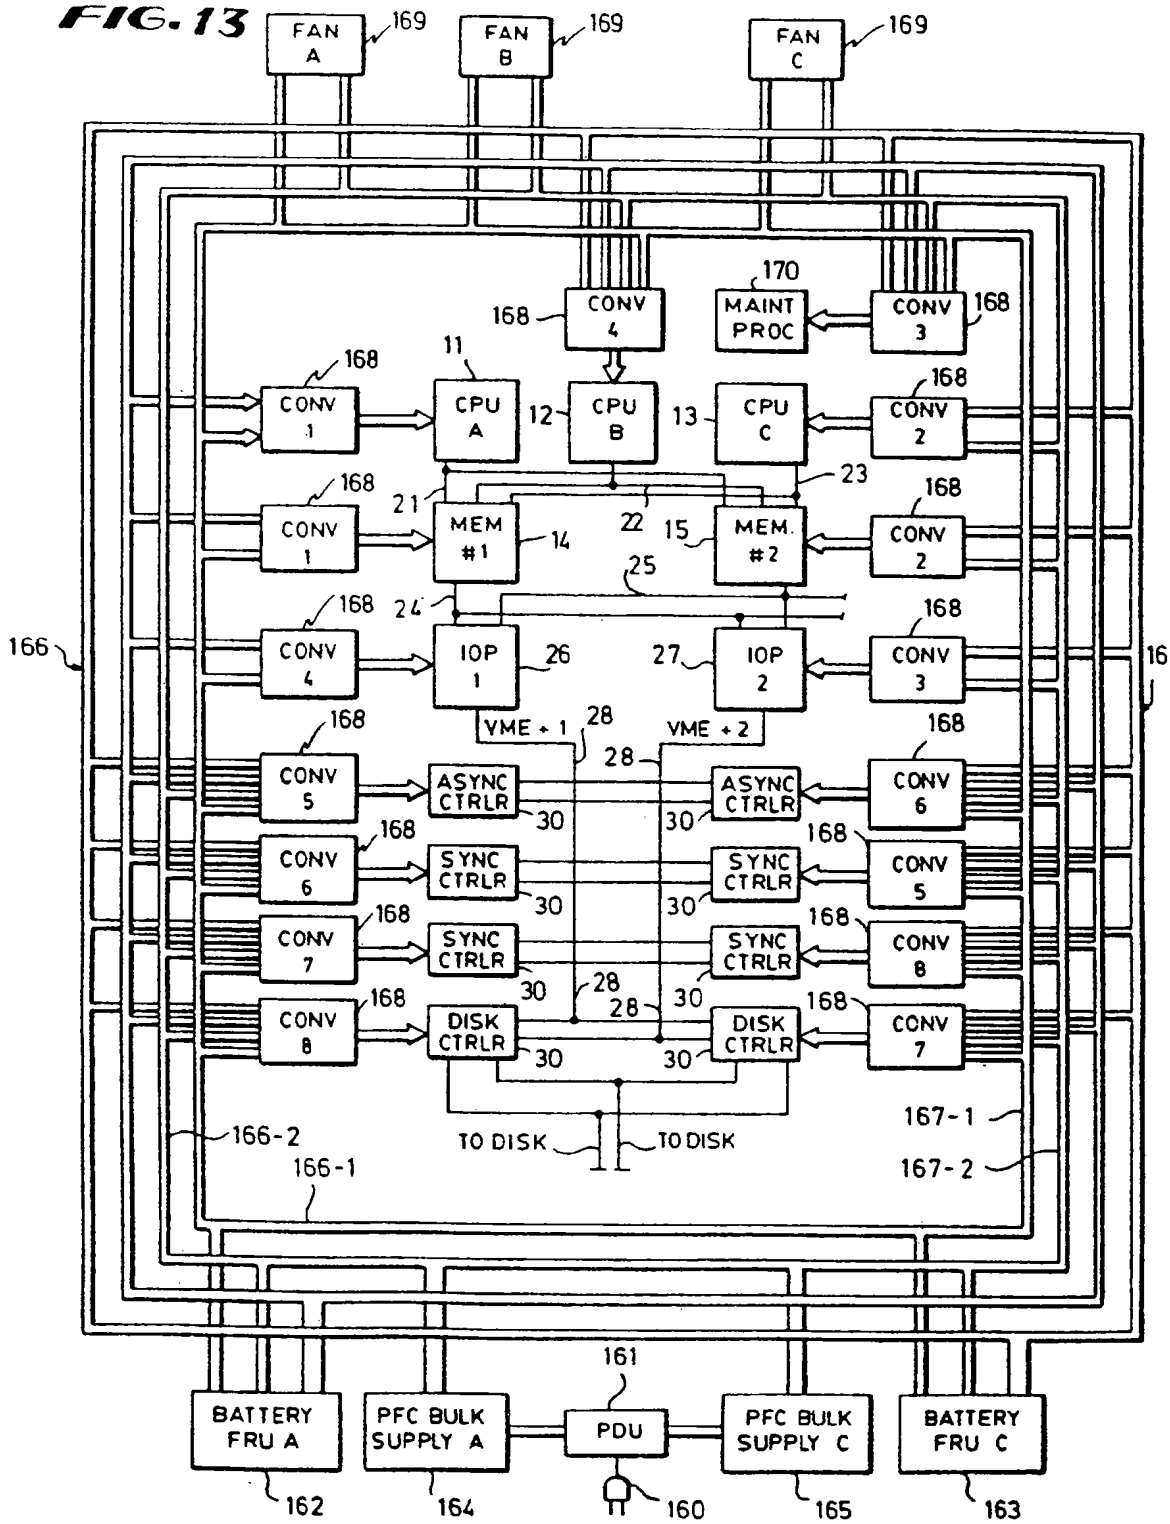 FIG. 13
FAN A
169
FAN B
169
FAN C
169
168
CONV 4
170
MAINT PROC
CONV 3
168
168
CONV 1
11
CPU A
12
CPU B
13
CPU C
168
CONV 2
21
22
23
168
CONV 1
MEM #1
14
15
MEM. #2
168
CONV 2
24
25
168
CONV 4
IOP 1
26
27
IOP 2
168
CONV 3
166
16
VME + 1
28
VME + 2
28
168
CONV 5
ASYNC CTRLR
30
ASYNC CTRLR
30
168
CONV 6
168
CONV 6
SYNC CTRLR
30
SYNC CTRLR
30
168
CONV 5
168
CONV 7
SYNC CTRLR
30
SYNC CTRLR
30
168
CONV 8
28
28
168
CONV 8
DISK CTRLR
30
DISK CTRLR
30
168
CONV 7
TO DISK
TO DISK
166-2
166-1
167-1
167-2
161
BATTERY FRU A
162
PFC BULK SUPPLY A
164
PDU
160
PFC BULK SUPPLY C
165
BATTERY FRU C
163